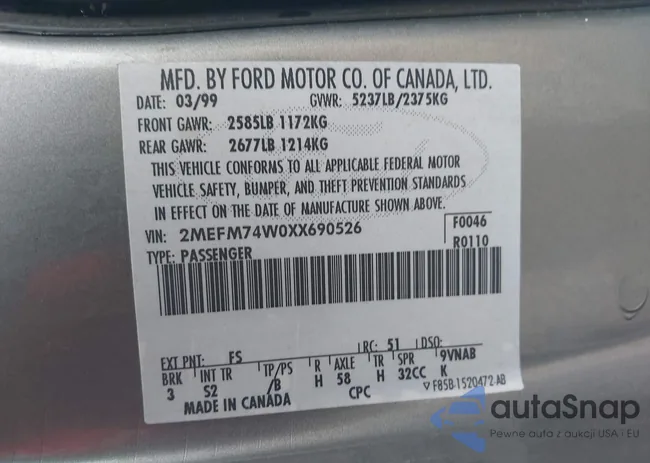 MFD. BY FORD MOTOR CO. OF CANADA, LTD.
DATE: 03/99 GVWR: 5237LB/2375KG
FRONT GAWR: 2585LB 1172KG
REAR GAWR: 2677LB 1214KG
THIS VEHICLE CONFORMS TO ALL APPLICABLE FEDERAL MOTOR
VEHICLE SAFETY, BUMPER, AND THEFT PREVENTION STANDARDS
IN EFFECT ON THE DATE OF MANUFACTURE SHOWN ABOVE.
VIN: 2MEFM74W0XX690526 F0046
TYPE: PASSENGER R0110
EXT PNT: FS RC: 51 DSO:
BRK INT TR TP/PS R AXLE TR SPR 9VNAB
3 S2 /B H 58 H 32CC K
MADE IN CANADA CPC F85B-1520472-AB
autaSnap
Pewne auta z aukcji USA i EU